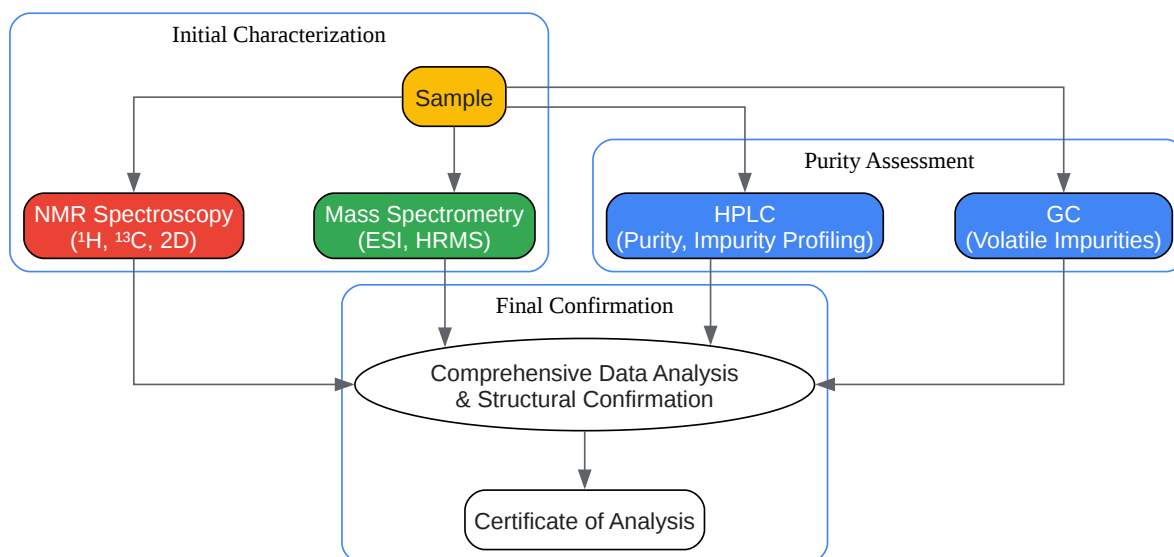 Initial Characterization
Sample
Purity Assessment
NMR Spectroscopy
(¹H, ¹³C, 2D)
Mass Spectrometry
(ESI, HRMS)
HPLC
(Purity, Impurity Profiling)
GC
(Volatile Impurities)
Final Confirmation
Comprehensive Data Analysis
& Structural Confirmation
Certificate of Analysis